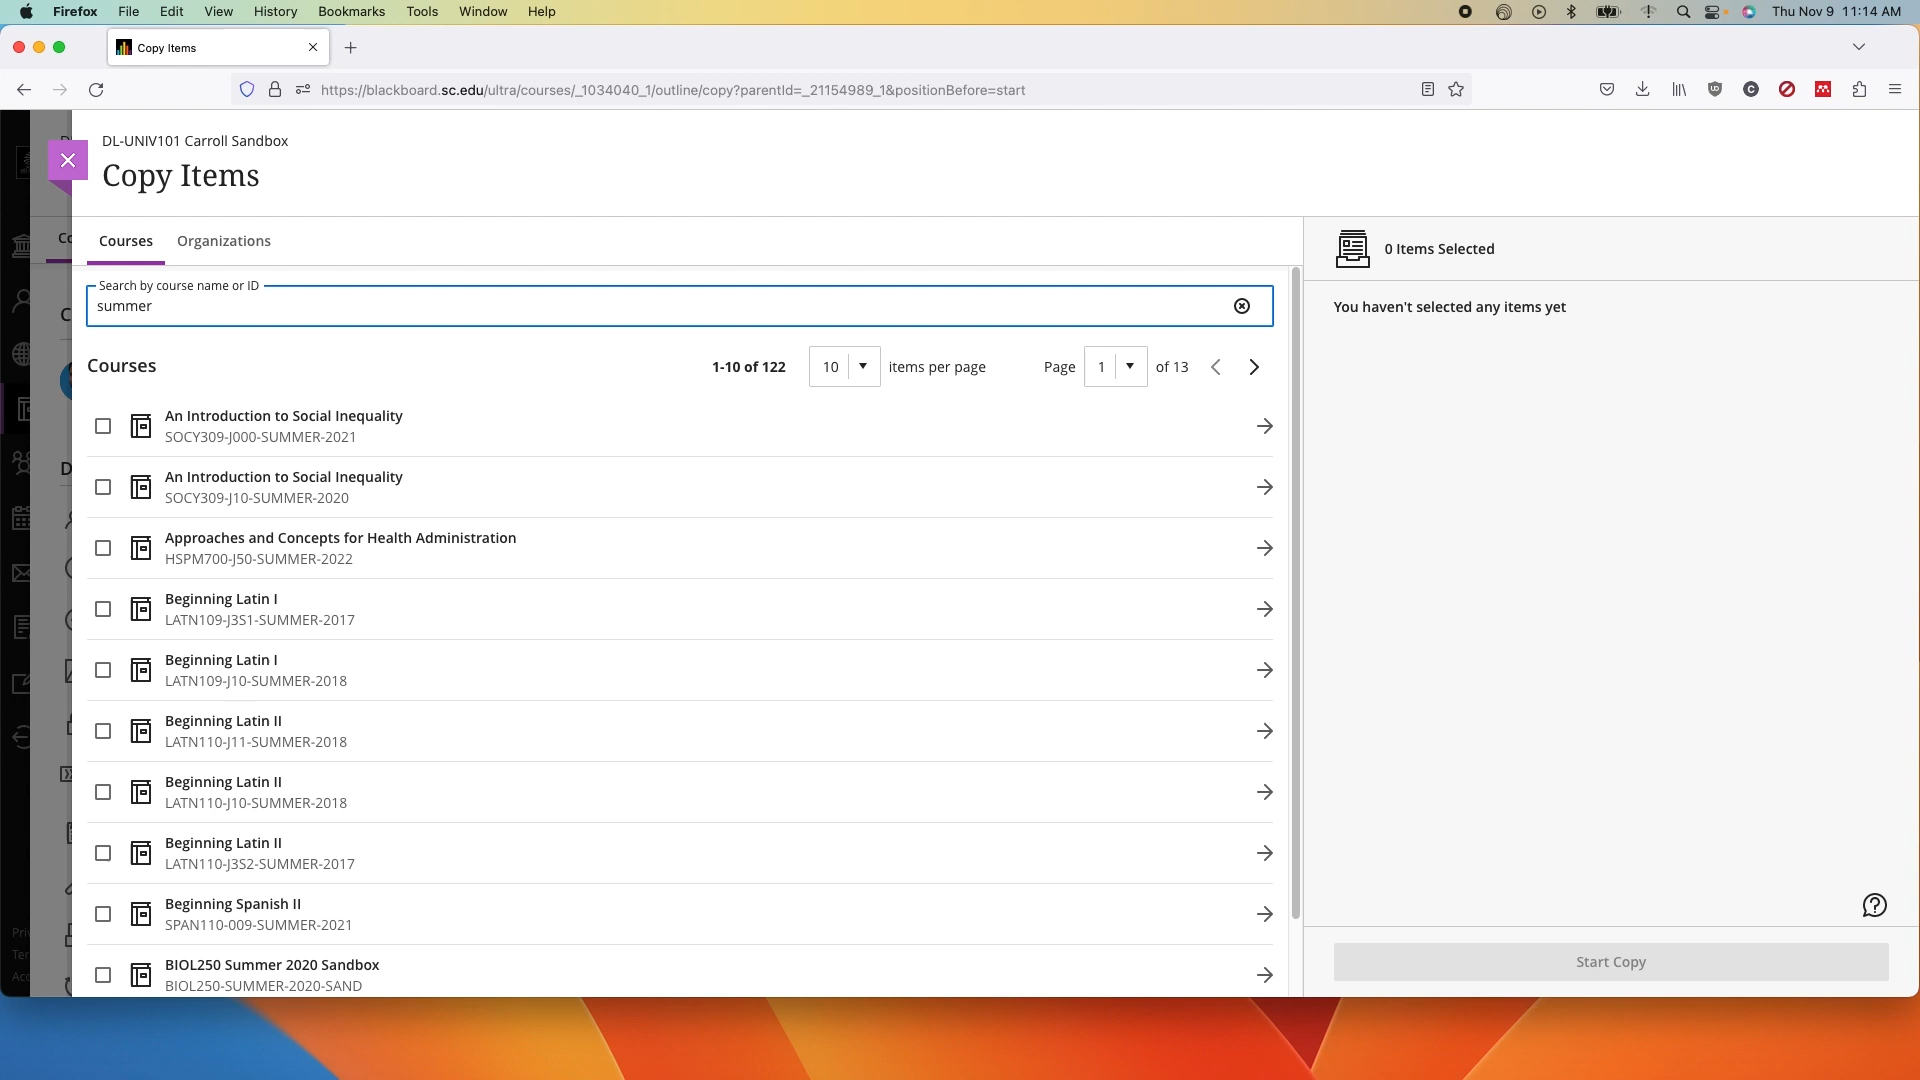 Firefox File Edit View History Bookmarks Tools Window Help Thu Nov 9 11:14 AM
Copy Items
https://blackboard.sc.edu/ultra/courses/_1034040_1/outline/copy?parentId=_21154989_1&positionBefore=start
DL-UNIV101 Carroll Sandbox
Copy Items
Courses Organizations
0 Items Selected
Search by course name or ID
summer
You haven't selected any items yet
Courses 1-10 of 122 10 items per page Page 1 of 13
An Introduction to Social Inequality
SOCY309-J000-SUMMER-2021
An Introduction to Social Inequality
SOCY309-J10-SUMMER-2020
Approaches and Concepts for Health Administration
HSPM700-J50-SUMMER-2022
Beginning Latin I
LATN109-J3S1-SUMMER-2017
Beginning Latin I
LATN109-J10-SUMMER-2018
Beginning Latin II
LATN110-J11-SUMMER-2018
Beginning Latin II
LATN110-J10-SUMMER-2018
Beginning Latin II
LATN110-J3S2-SUMMER-2017
Beginning Spanish II
SPAN110-009-SUMMER-2021
BIOL250 Summer 2020 Sandbox
BIOL250-SUMMER-2020-SAND
Start Copy